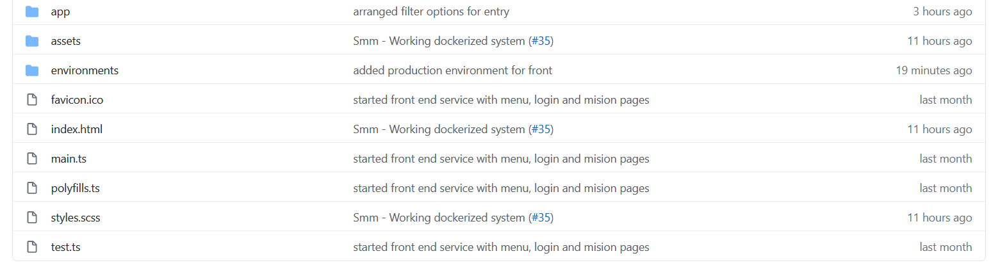 app arranged filter options for entry 3 hours ago
assets Smm - Working dockerized system (#35) 11 hours ago
environments added production environment for front 19 minutes ago
favicon.ico started front end service with menu, login and mision pages last month
index.html Smm - Working dockerized system (#35) 11 hours ago
main.ts started front end service with menu, login and mision pages last month
polyfills.ts started front end service with menu, login and mision pages last month
styles.scss Smm - Working dockerized system (#35) 11 hours ago
test.ts started front end service with menu, login and mision pages last month